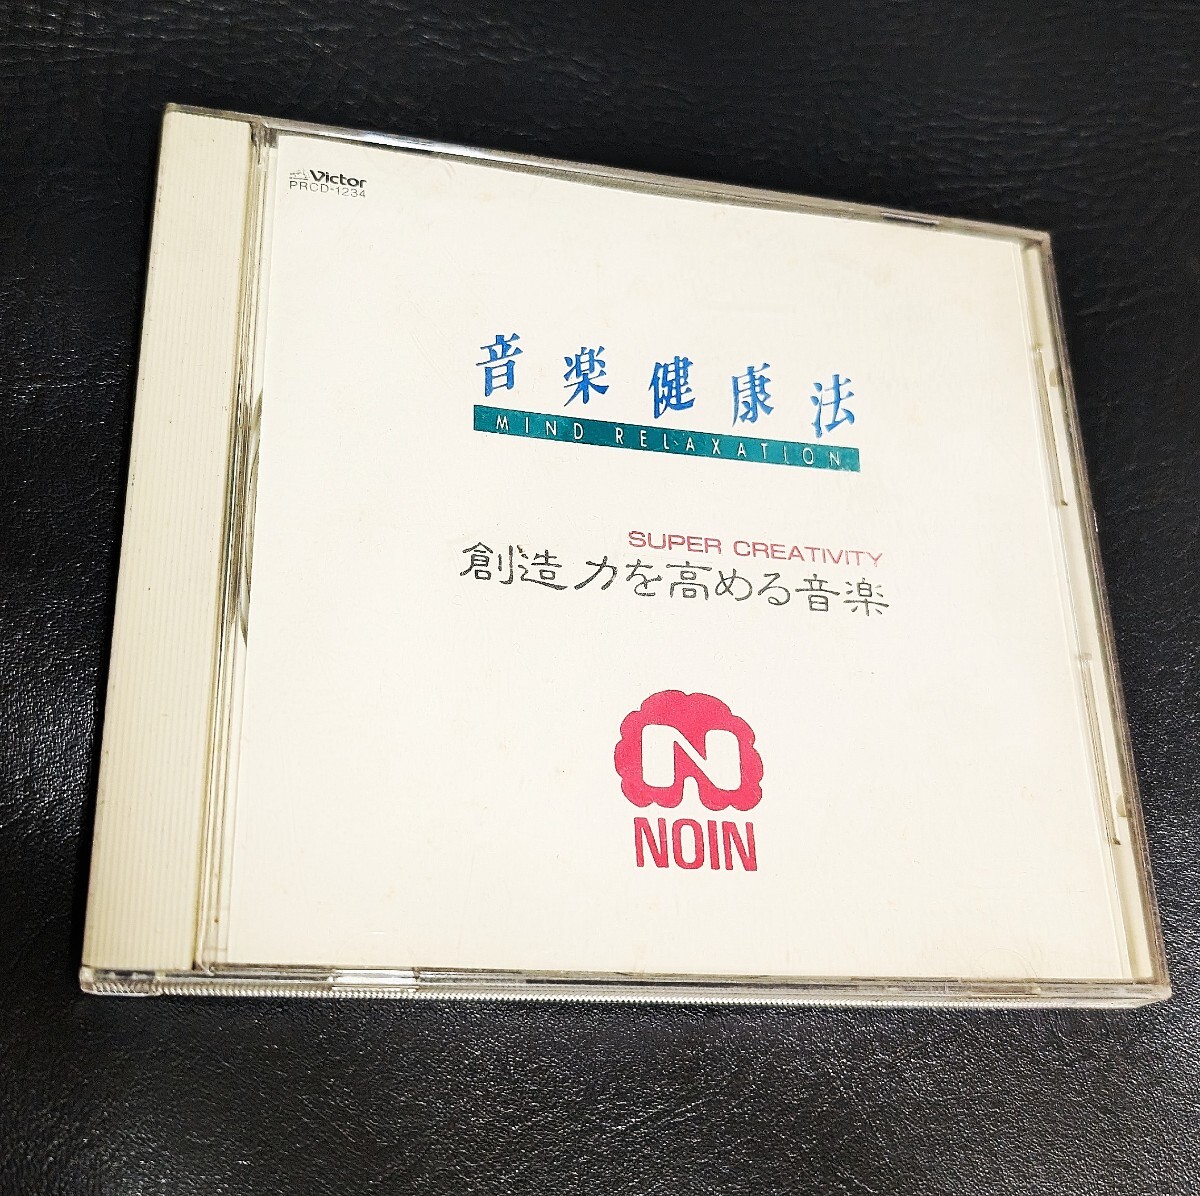 Victor
PRCD-1234
音楽健康法
MIND RELAXATION
SUPER CREATIVITY
創造力を高める音楽
N
NOIN